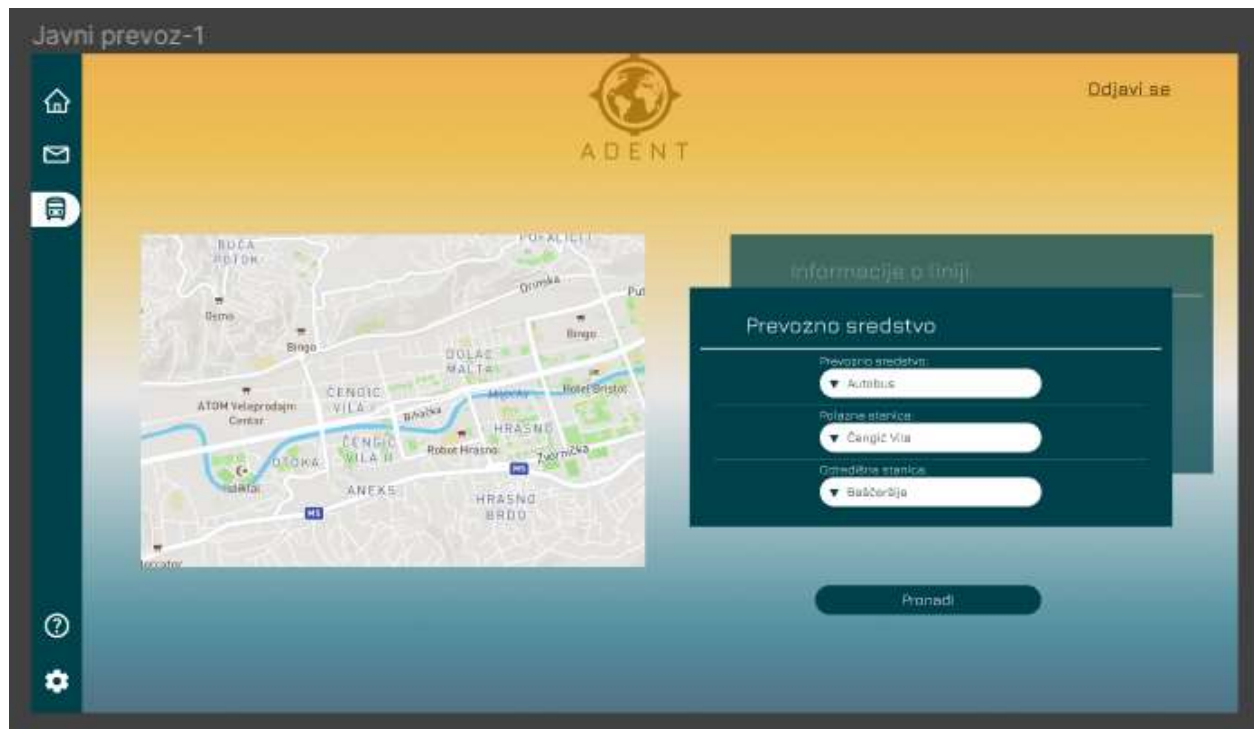 Javni prevoz-1
Odjavi se
ADENT
BUĆA
POTOK
Drinska
Osmo
Bingo
Bingo
DOLAC
MALTA
Hotel Bristol
ATOM Veleprodajni
Centar
ČENGIĆ
VILA I
Bihaćka
HRASNO
ČENGIĆ
VILA II
Robot Hrasno
Zvornička
OTOKA
M5
ANEKS
HRASNO
BRDO
M5
Informacije o liniji
Prevozno sredstvo
Prevozno sredstvo:
Autobus
Polazna stanica:
Čengić Vila
Odredišna stanica:
Baščaršija
Pronađi